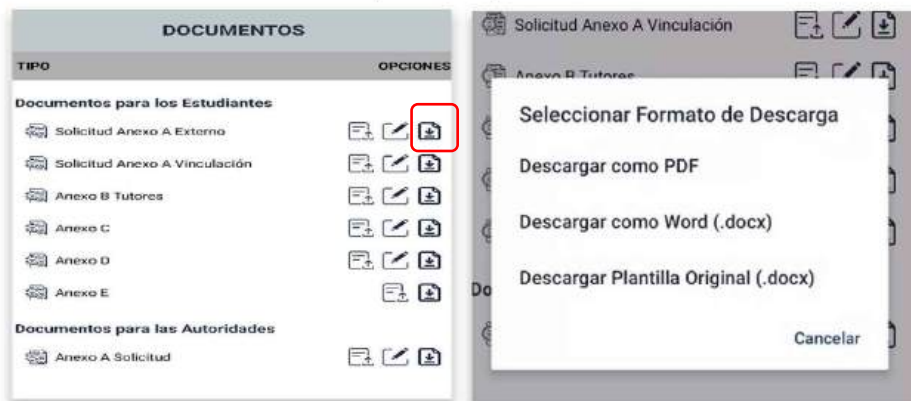 DOCUMENTOS
TIPO OPCIONES
Documentos para los Estudiantes
Solicitud Anexo A Externo
Solicitud Anexo A Vinculación
Anexo B Tutores
Anexo C
Anexo D
Anexo E
Documentos para las Autoridades
Anexo A Solicitud
Solicitud Anexo A Vinculación
Anexo B Tutores
Seleccionar Formato de Descarga
Descargar como PDF
Descargar como Word (.docx)
Descargar Plantilla Original (.docx)
Do
Cancelar